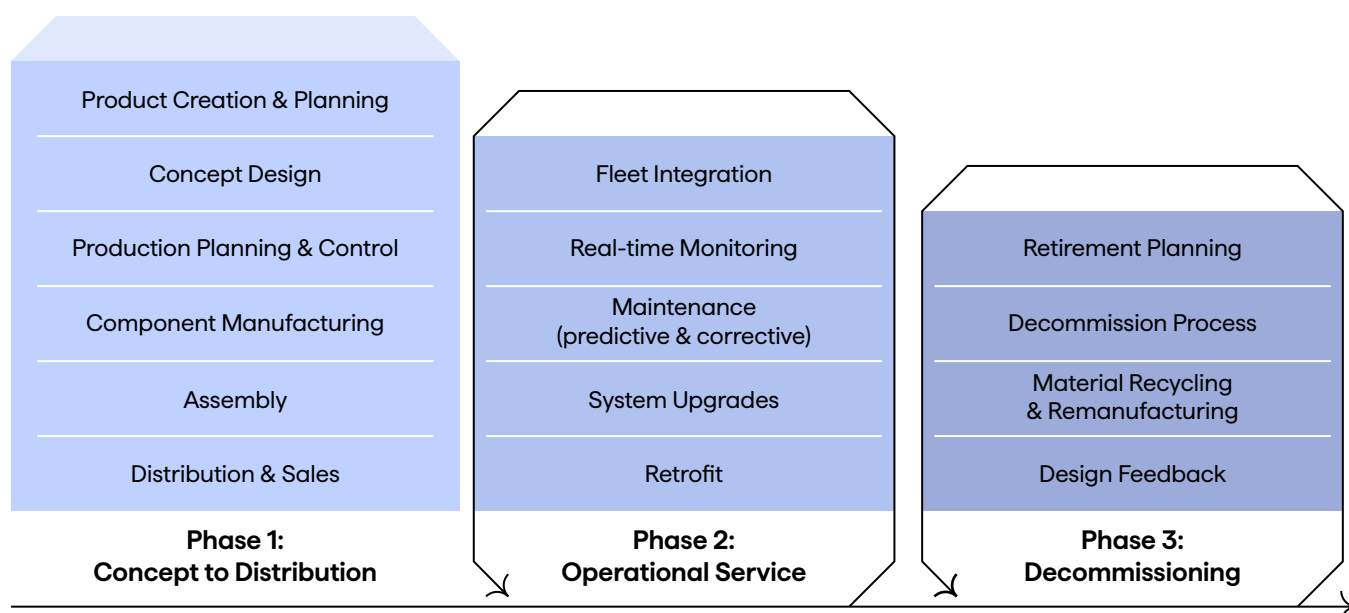 Product Creation & Planning
Concept Design
Production Planning & Control
Component Manufacturing
Assembly
Distribution & Sales
Phase 1:
Concept to Distribution
Fleet Integration
Real-time Monitoring
Maintenance
(predictive & corrective)
System Upgrades
Retrofit
Phase 2:
Operational Service
Retirement Planning
Decommission Process
Material Recycling
& Remanufacturing
Design Feedback
Phase 3:
Decommissioning